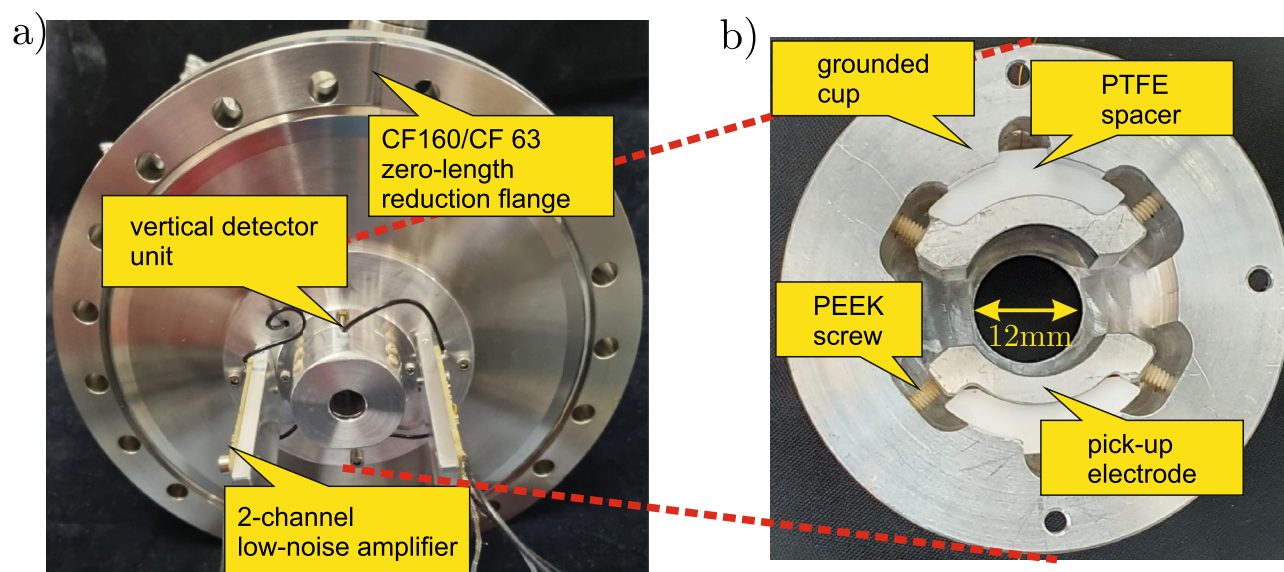 a)
CF160/CF 63
zero-length
reduction flange
vertical detector
unit
2-channel
low-noise amplifier
b)
grounded
cup
PTFE
spacer
PEEK
screw
12mm
pick-up
electrode